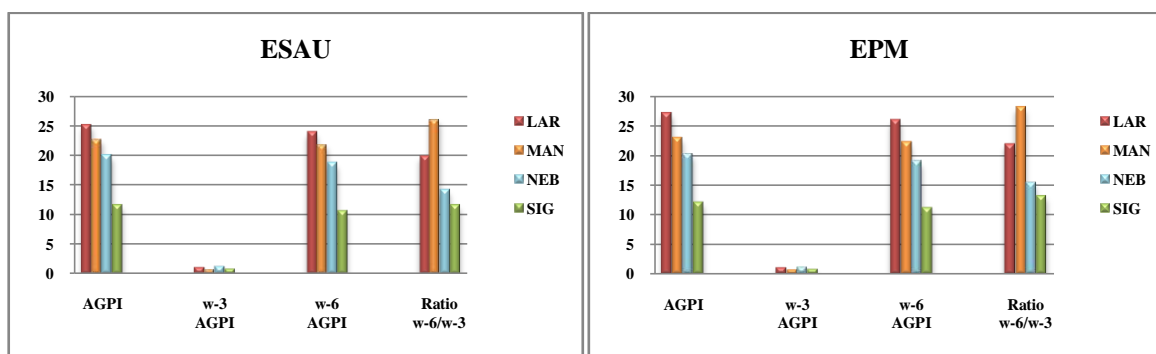 ESAU
30
25
20
15
10
5
0
AGPI
w-3
AGPI
w-6
AGPI
Ratio
w-6/w-3
LAR
MAN
NEB
SIG
EPM
30
25
20
15
10
5
0
AGPI
w-3
AGPI
w-6
AGPI
Ratio
w-6/w-3
LAR
MAN
NEB
SIG